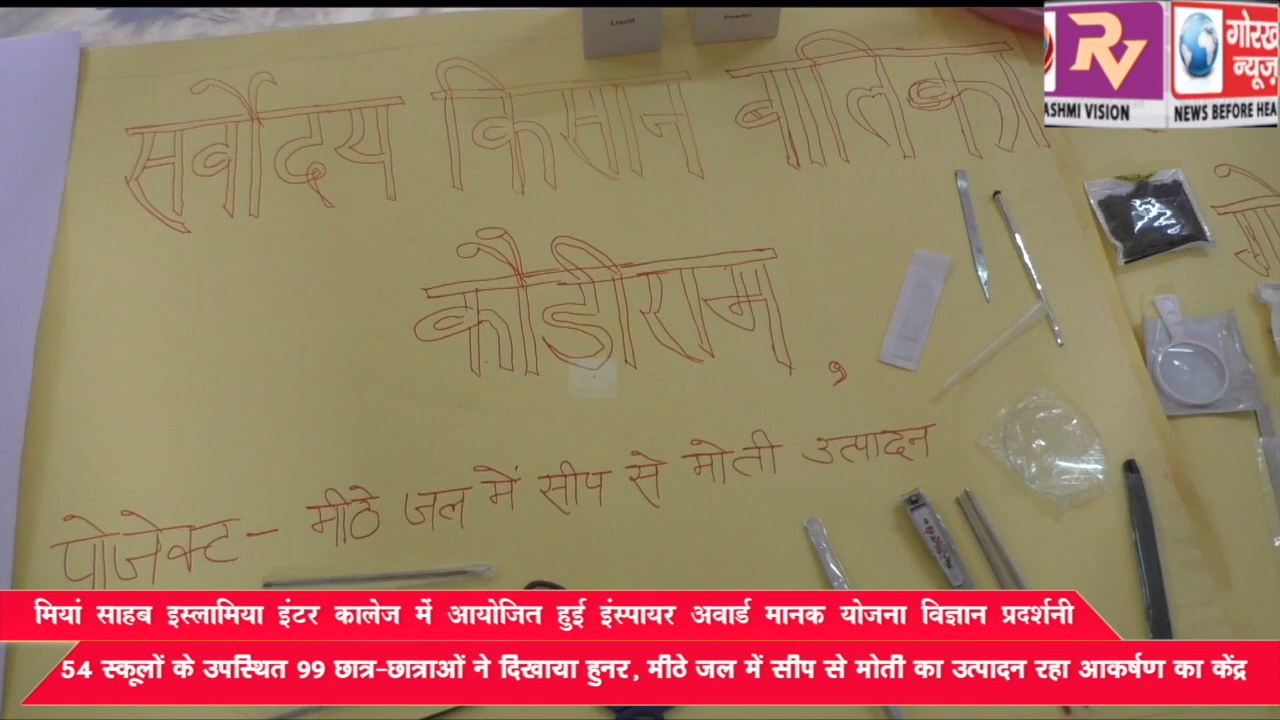 Liquid
Powder
RV
ASHMI VISION
गोरख
न्यूज़
NEWS BEFORE HEA
सर्वोदय किसान बालिका
कौडीराम,
गो
पोजेक्ट - मीठे जल में सीप से मोती उत्पादन
मियां साहब इस्लामिया इंटर कालेज में आयोजित हुई इंस्पायर अवार्ड मानक योजना विज्ञान प्रदर्शनी
54 स्कूलों के उपस्थित 99 छात्र-छात्राओं ने दिखाया हुनर, मीठे जल में सीप से मोती का उत्पादन रहा आकर्षण का केंद्र